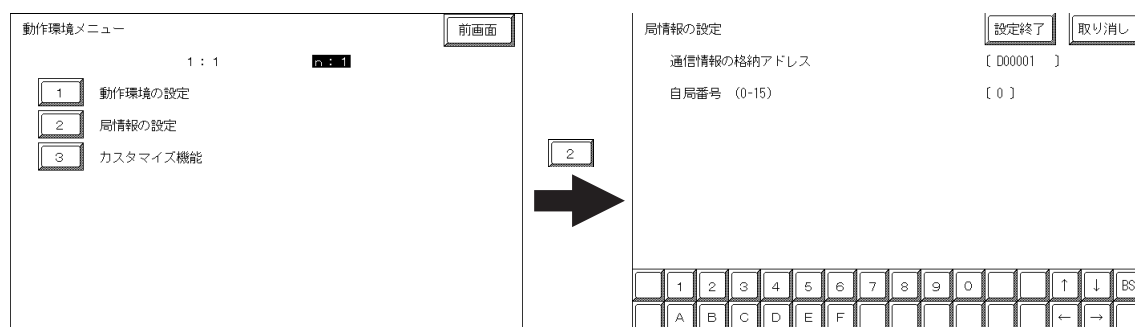 動作環境メニュー 前画面
1 : 1 n : 1
1 動作環境の設定
2 局情報の設定
3 カスタマイズ機能
2
局情報の設定 設定終了 取り消し
通信情報の格納アドレス [ D00001 ]
自局番号 (0-15) [ 0 ]
1 2 3 4 5 6 7 8 9 0 ↑ ↓ BS
A B C D E F ← →